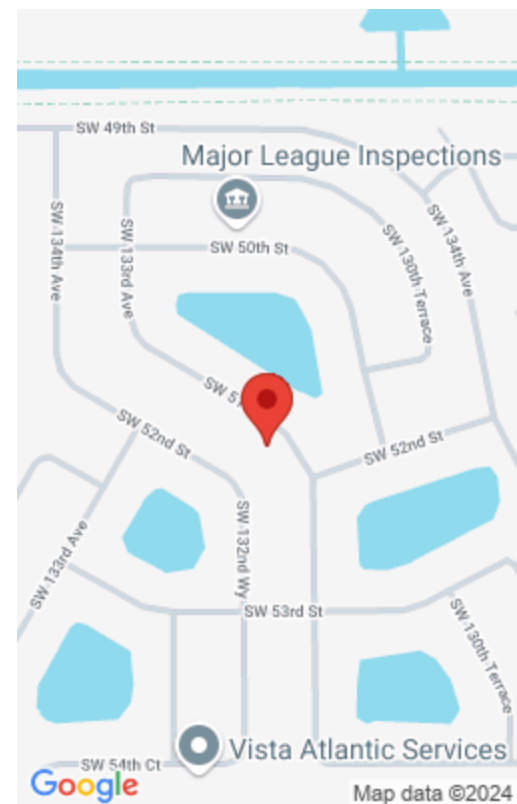 SW 49th St
Major League Inspections
SW 134th Ave
SW 133rd Ave
SW 50th St
SW 130th Terrace
SW 134th Ave
SW 5
SW 52nd St
SW 52nd St
SW 133rd Ave
SW 132nd Wy
SW 53rd St
SW 130th Terrace
Vista Atlantic Services
SW 54th Ct
Google
Map data ©2024